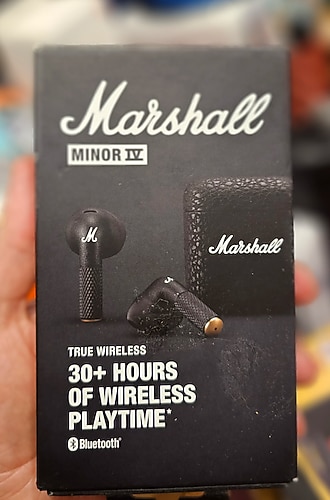 Marshall
MINOR IV
M
Marshall
TRUE WIRELESS
30+ HOURS
OF WIRELESS
PLAYTIME*
Bluetooth®